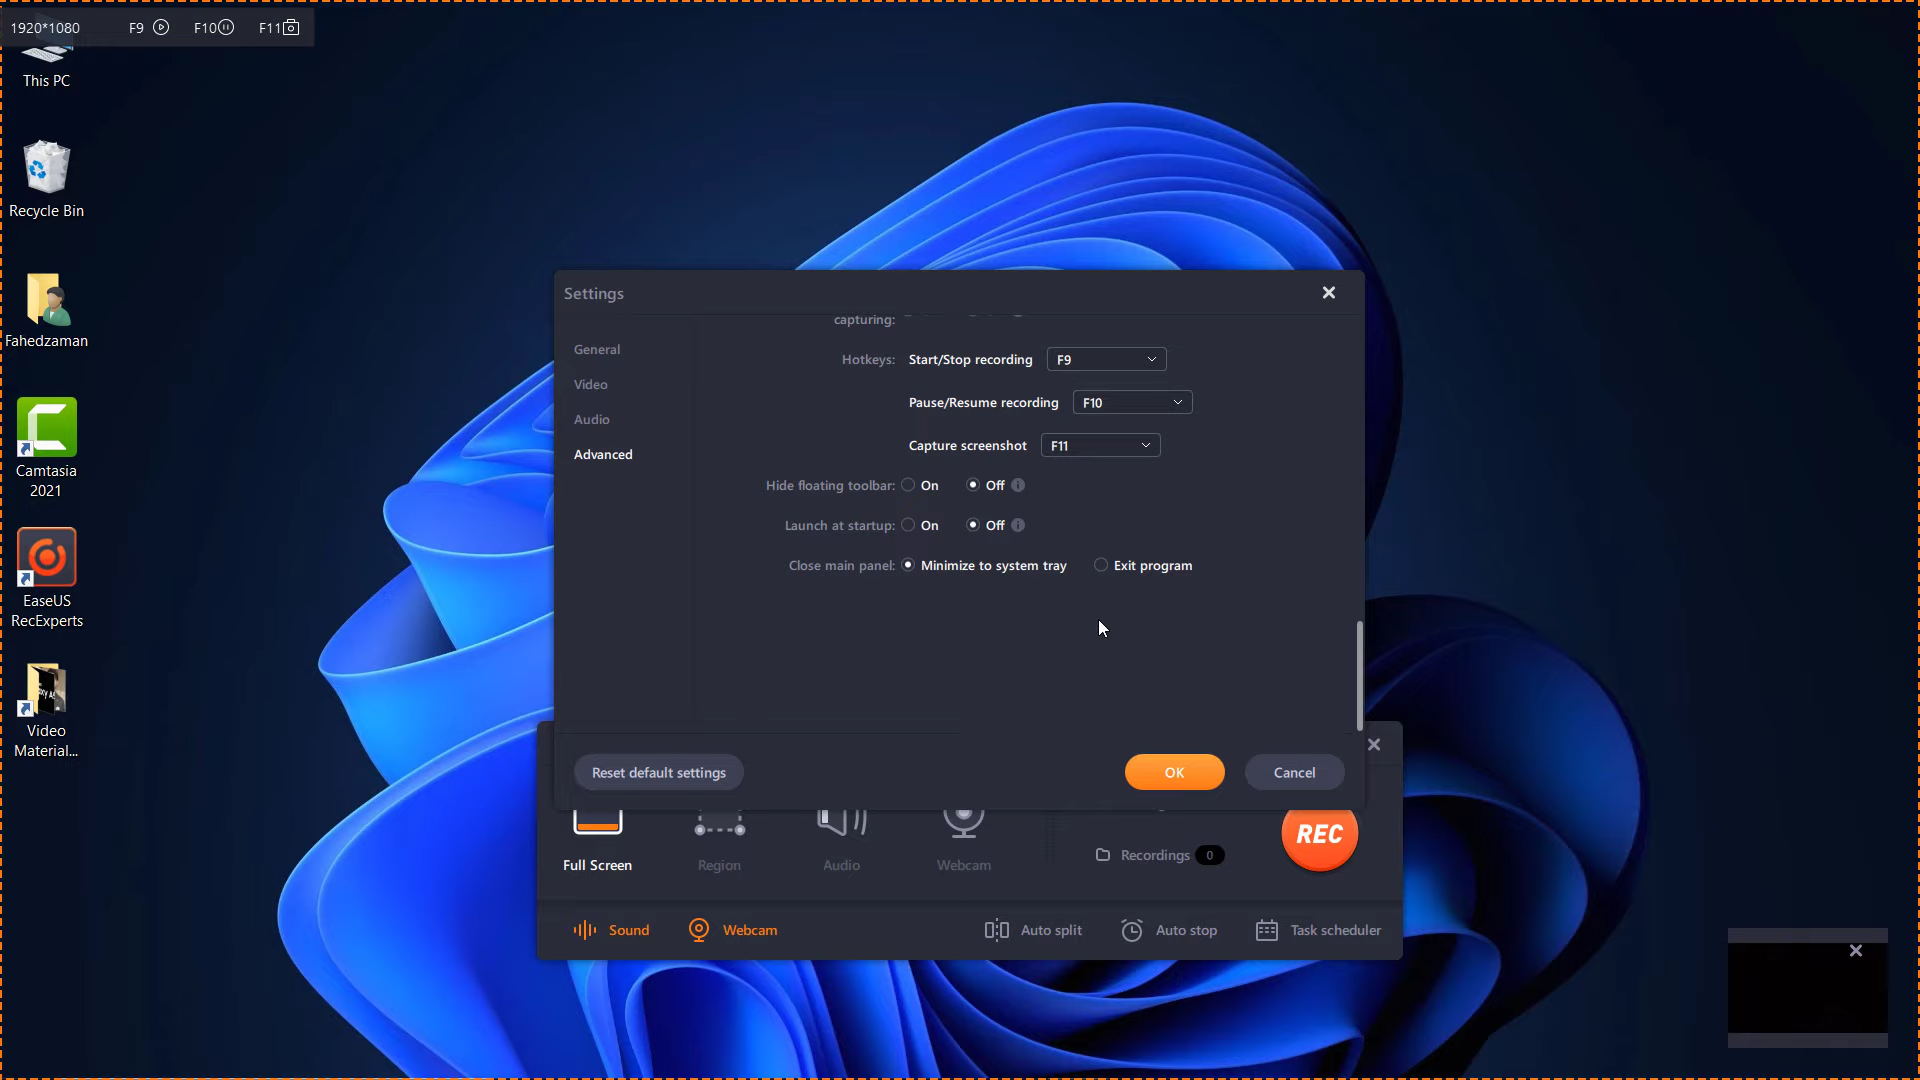 1920*1080 F9 F10 F11
This PC
Recycle Bin
Fahedzaman
Camtasia
2021
EaseUS
RecExperts
Video
Material...
Settings
General
Video
Audio
Advanced
capturing:
Hotkeys: Start/Stop recording F9
Pause/Resume recording F10
Capture screenshot F11
Hide floating toolbar: On Off
Launch at startup: On Off
Close main panel: Minimize to system tray Exit program
Reset default settings OK Cancel
Full Screen Region Audio Webcam
Recordings 0
REC
Sound Webcam Auto split Auto stop Task scheduler